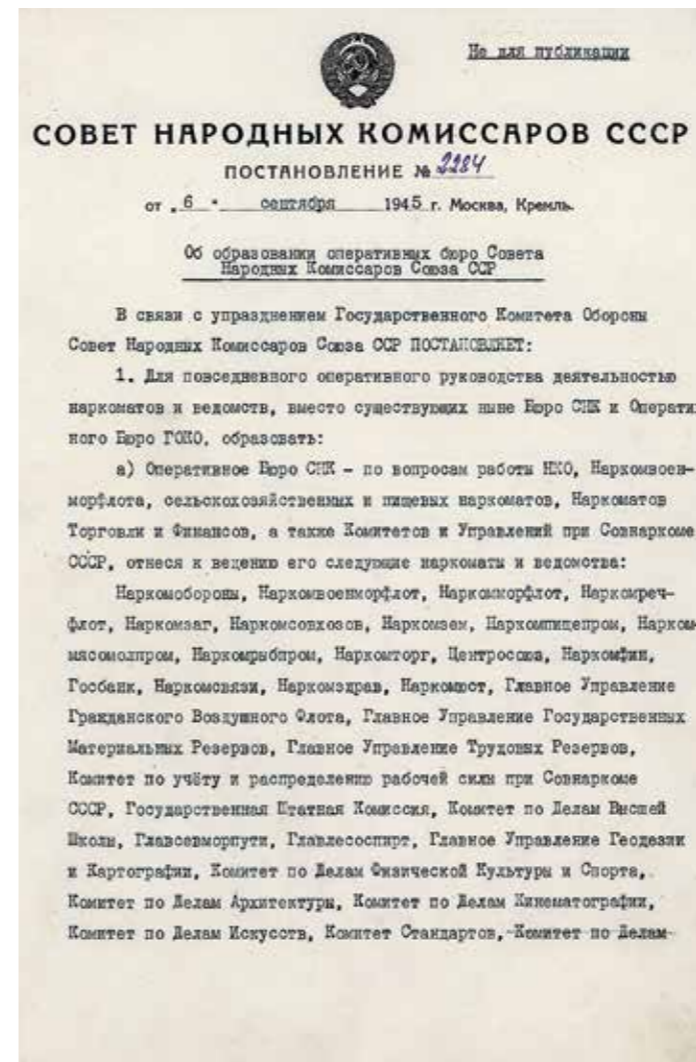 Не для публикации
СОВЕТ НАРОДНЫХ КОМИССАРОВ СССР
ПОСТАНОВЛЕНИЕ № 2284
от „6" сентября 1945 г. Москва, Кремль.
Об образовании оперативных бюро Совета
Народных Комиссаров Союза ССР
В связи с упразднением Государственного Комитета Обороны
Совет Народных Комиссаров Союза ССР ПОСТАНОВЛЯЕТ:
1. Для повседневного оперативного руководства деятельностью
наркоматов и ведомств, вместо существующих ныне Бюро СНК и Операти
ного Бюро ГОКО, образовать:
а) Оперативное Бюро СНК - по вопросам работы НКО, Наркомвоен-
морфлота, сельскохозяйственных и пищевых наркоматов, Наркоматов
Торговли и Финансов, а также Комитетов и Управлений при Совнаркоме
СССР, отнеся к ведению его следующие наркоматы и ведомства:
Наркомобороны, Наркомвоенморфлот, Наркомморфлот, Наркомреч-
флот, Наркомзаг, Наркомсовхозов, Наркомзем, Наркомпищепром, Нарком
мясомолпром, Наркомрыбпром, Наркомторг, Центросоюз, Наркомфин,
Госбанк, Наркомсвязи, Наркомздрав, Наркомюст, Главное Управление
Гражданского Воздушного Флота, Главное Управление Государственных
Материальных Резервов, Главное Управление Трудовых Резервов,
Комитет по учёту и распределению рабочей силы при Совнаркоме
СССР, Государственная Штатная Комиссия, Комитет по Делам Высшей
Школы, Главсевморпути, Главлесоспирт, Главное Управление Геодезии
и Картографии, Комитет по Делам Физической Культуры и Спорта,
Комитет по Делам Архитектуры, Комитет по Делам Кинематографии,
Комитет по Делам Искусств, Комитет Стандартов, Комитет по Делам